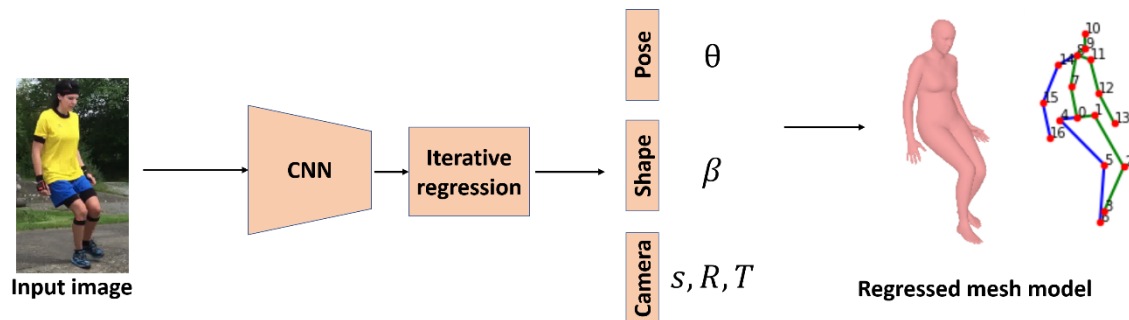 Input image
CNN
Iterative
regression
Pose
θ
Shape
β
Camera
s, R, T
10
9
8
11
14
7
12
15
4
0
1
13
16
5
3
6
Regressed mesh model